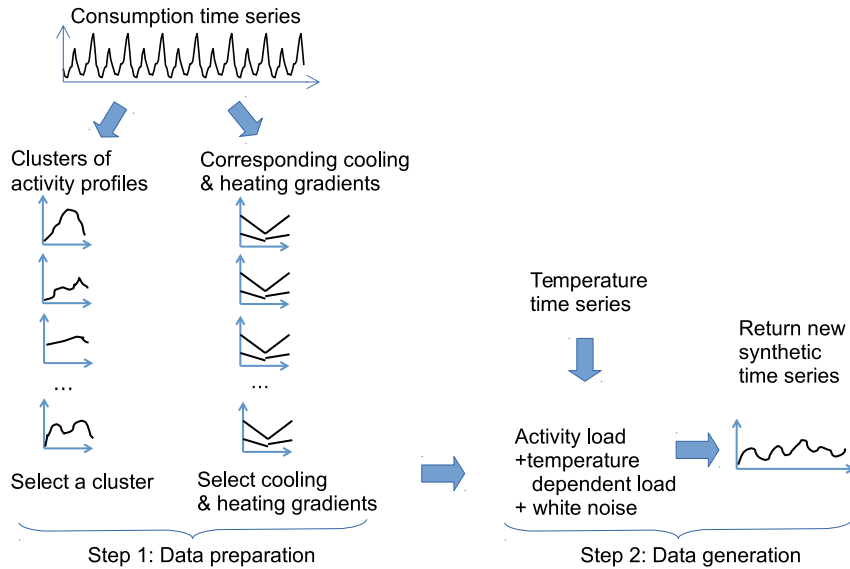 Consumption time series
Clusters of
activity profiles
Corresponding cooling
& heating gradients
...
...
Select a cluster
Select cooling
& heating gradients
Step 1: Data preparation
Temperature
time series
Activity load
+temperature
dependent load
+ white noise
Return new
synthetic
time series
Step 2: Data generation